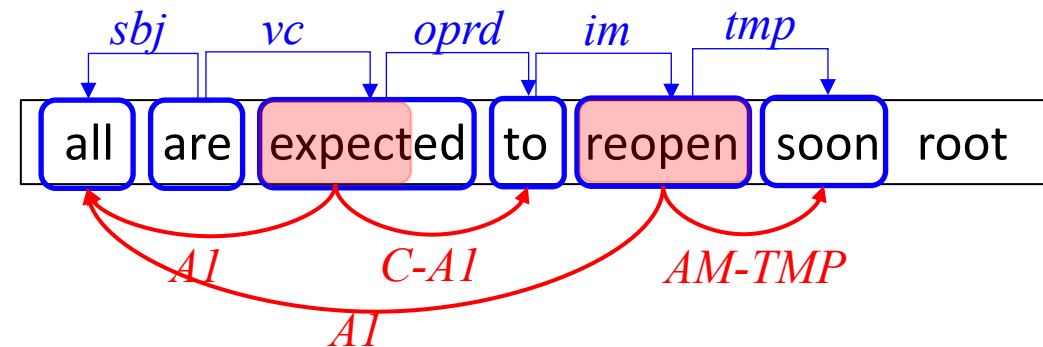 sbj vc oprd im tmp
all are expected to reopen soon root
A1 C-A1 AM-TMP
A1